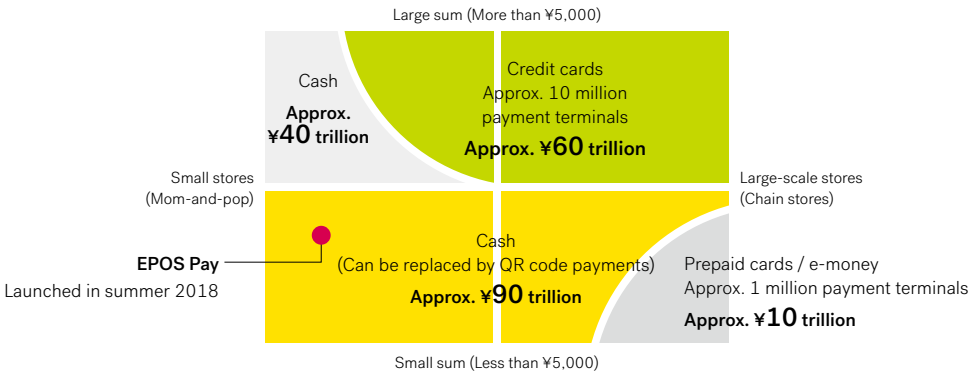 Large sum (More than ¥5,000)
Cash
Approx.
¥40 trillion
Credit cards
Approx. 10 million
payment terminals
Approx. ¥60 trillion
Small stores
(Mom-and-pop)
Large-scale stores
(Chain stores)
EPOS Pay
Launched in summer 2018
Cash
(Can be replaced by QR code payments)
Approx. ¥90 trillion
Prepaid cards / e-money
Approx. 1 million payment terminals
Approx. ¥10 trillion
Small sum (Less than ¥5,000)